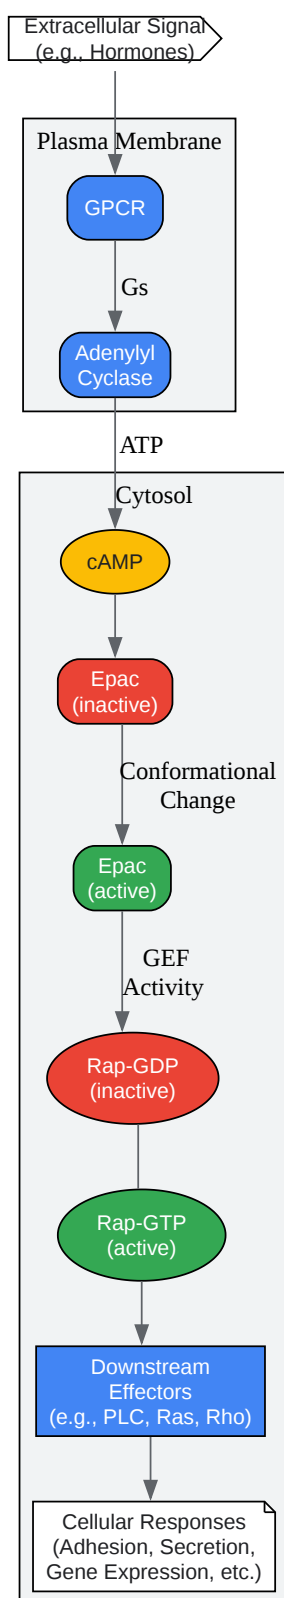 Extracellular Signal
(e.g., Hormones)
Plasma Membrane
GPCR
Gs
Adenylyl
Cyclase
ATP
Cytosol
cAMP
Epac
(inactive)
Conformational
Change
Epac
(active)
GEF
Activity
Rap-GDP
(inactive)
Rap-GTP
(active)
Downstream
Effectors
(e.g., PLC, Ras, Rho)
Cellular Responses
(Adhesion, Secretion,
Gene Expression, etc.)